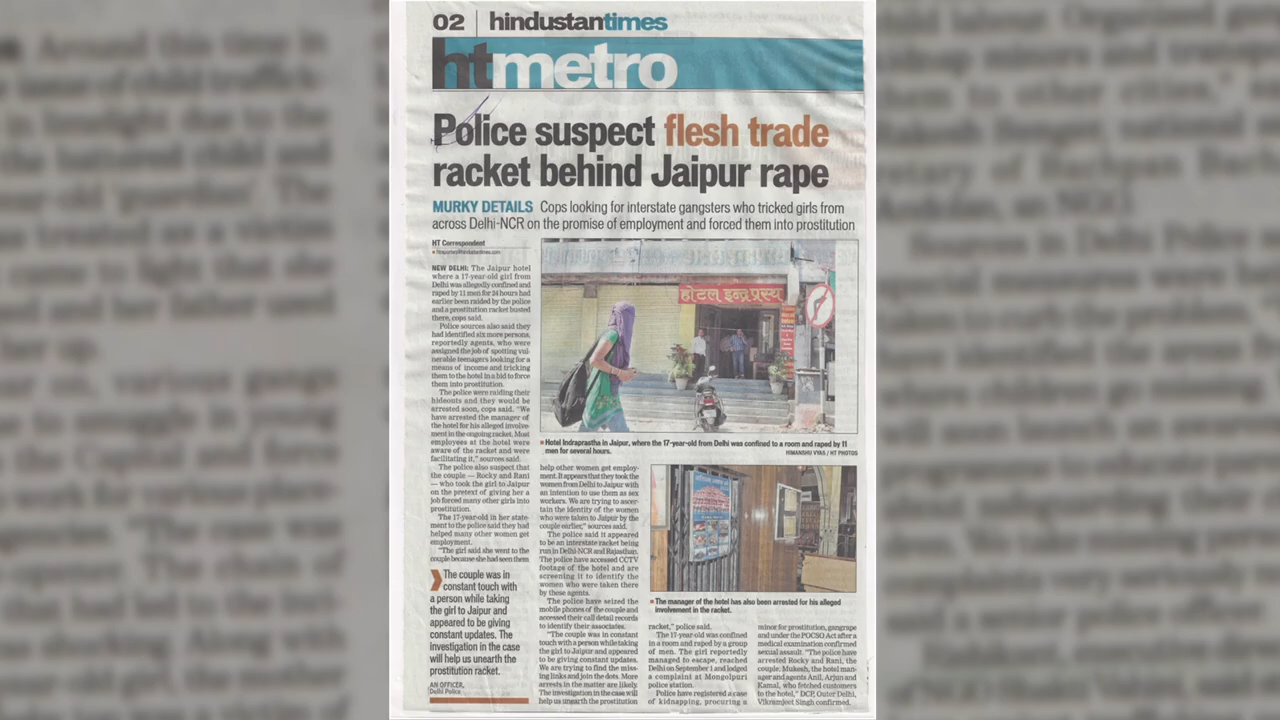 02 hindustantimes
htmetro
Police suspect flesh trade
racket behind Jaipur rape
MURKY DETAILS Cops looking for interstate gangsters who tricked girls from
across Delhi-NCR on the promise of employment and forced them into prostitution
HT Correspondent
NEW DELHI: The Jaipur hotel
where a 17-year-old girl from
Delhi was allegedly confined and
raped by 11 men for 24 hours had
earlier been raided by the police
and a prostitution racket busted
there, cops said.
Police sources also said they
had identified six more persons,
reportedly agents, who were
assigned the job of spotting vul-
nerable teenagers looking for a
means of income and tricking
them to the hotel in a bid to force
them into prostitution.
The police were raiding their
hideouts and they would be
arrested soon, cops said. "We
have arrested the manager of
the hotel for his alleged involve-
ment in the ongoing racket. Most
employees at the hotel were
aware of the racket and were
facilitating it," sources said.
The police also suspect that
the couple — Rocky and Rani
— who took the girl to Jaipur
on the pretext of giving her a
job forced many other girls into
prostitution.
The 17-year-old in her state-
ment to the police said they had
helped many other women get
employment.
"The girl said she went to the
couple because she had seen them
The couple was in
constant touch with
a person while taking
the girl to Jaipur and
appeared to be giving
constant updates. The
investigation in the case
will help us unearth the
prostitution racket.
AN OFFICER,
Delhi Police
होटल इन्द्रप्रस्थ
Hotel Indraprastha in Jaipur, where the 17-year-old from Delhi was confined to a room and raped by 11
men for several hours.
HIMANSHU VYAS / HT PHOTOS
help other women get employ-
ment. It appears that they took the
women from Delhi to Jaipur with
an intention to use them as sex
workers. We are trying to ascer-
tain the identity of the women
who were taken to Jaipur by the
couple earlier," sources said.
The police said it appeared
to be an interstate racket being
run in Delhi-NCR and Rajasthan.
The police have accessed CCTV
footage of the hotel and are
screening it to identify the
women who were taken there
by these agents.
The police have seized the
mobile phones of the couple and
accessed their call detail records
to identify their associates.
"The couple was in constant
touch with a person while taking
the girl to Jaipur and appeared
to be giving constant updates.
We are trying to find the miss-
ing links and join the dots. More
arrests in the matter are likely.
The investigation in the case will
help us unearth the prostitution
The manager of the hotel has also been arrested for his alleged
involvement in the racket.
racket," police said.
The 17-year-old was confined
in a room and raped by a group
of men. The girl reportedly
managed to escape, reached
Delhi on September 1 and lodged
a complaint at Mongolpuri
police station.
Police have registered a case
of kidnapping, procuring a
minor for prostitution, gangrape
and under the POCSO Act after a
medical examination confirmed
sexual assault. "The police have
arrested Rocky and Rani, the
couple, Mukesh, the hotel man-
ager and agents Anil, Arjun and
Kamal, who fetched customers
to the hotel," DCP, Outer Delhi,
Vikramjeet Singh confirmed.